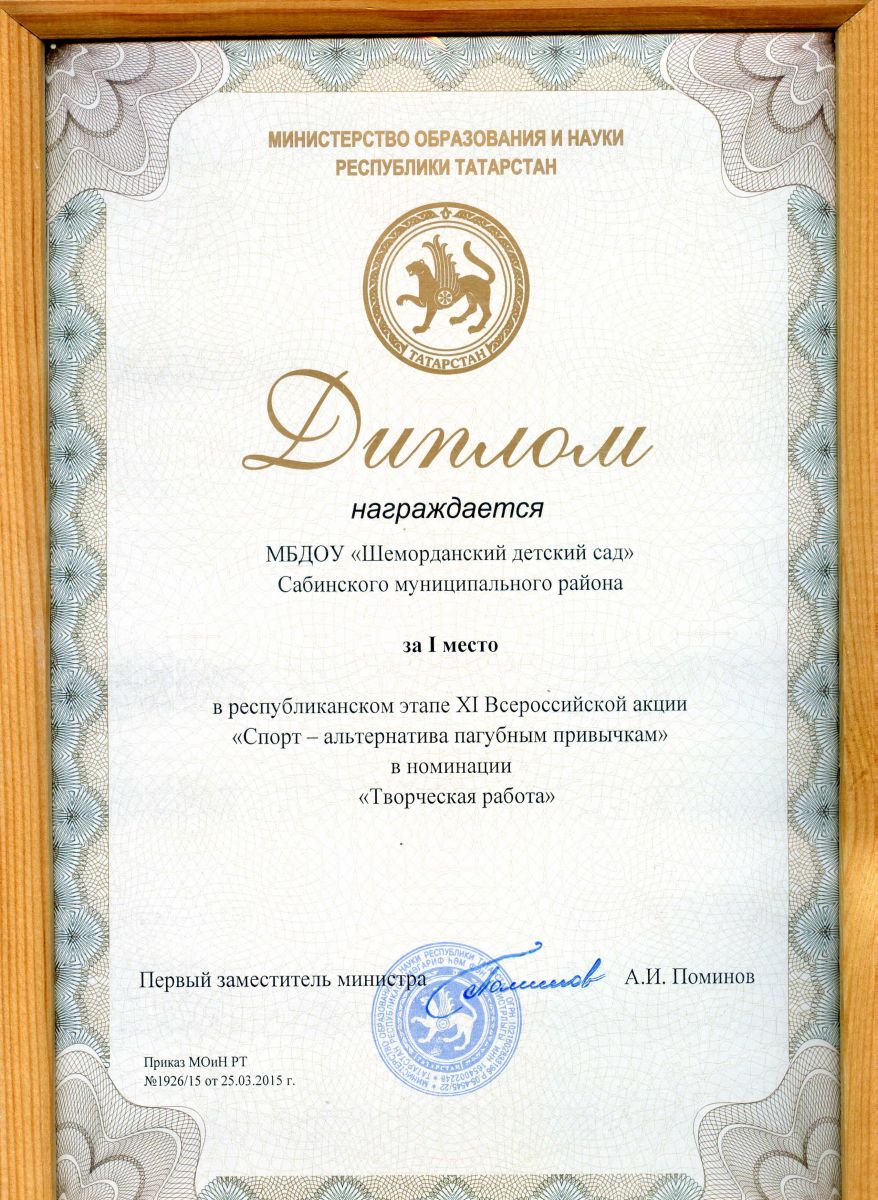 МИНИСТЕРСТВО ОБРАЗОВАНИЯ И НАУКИ
РЕСПУБЛИКИ ТАТАРСТАН
ТАТАРСТАН
Диплом
награждается
МБДОУ «Шеморданский детский сад»
Сабинского муниципального района
за I место
в республиканском этапе XI Всероссийской акции
«Спорт – альтернатива пагубным привычкам»
в номинации
«Творческая работа»
Первый заместитель министра
А.И. Поминов
Приказ МОиН РТ
№1926/15 от 25.03.2015 г.